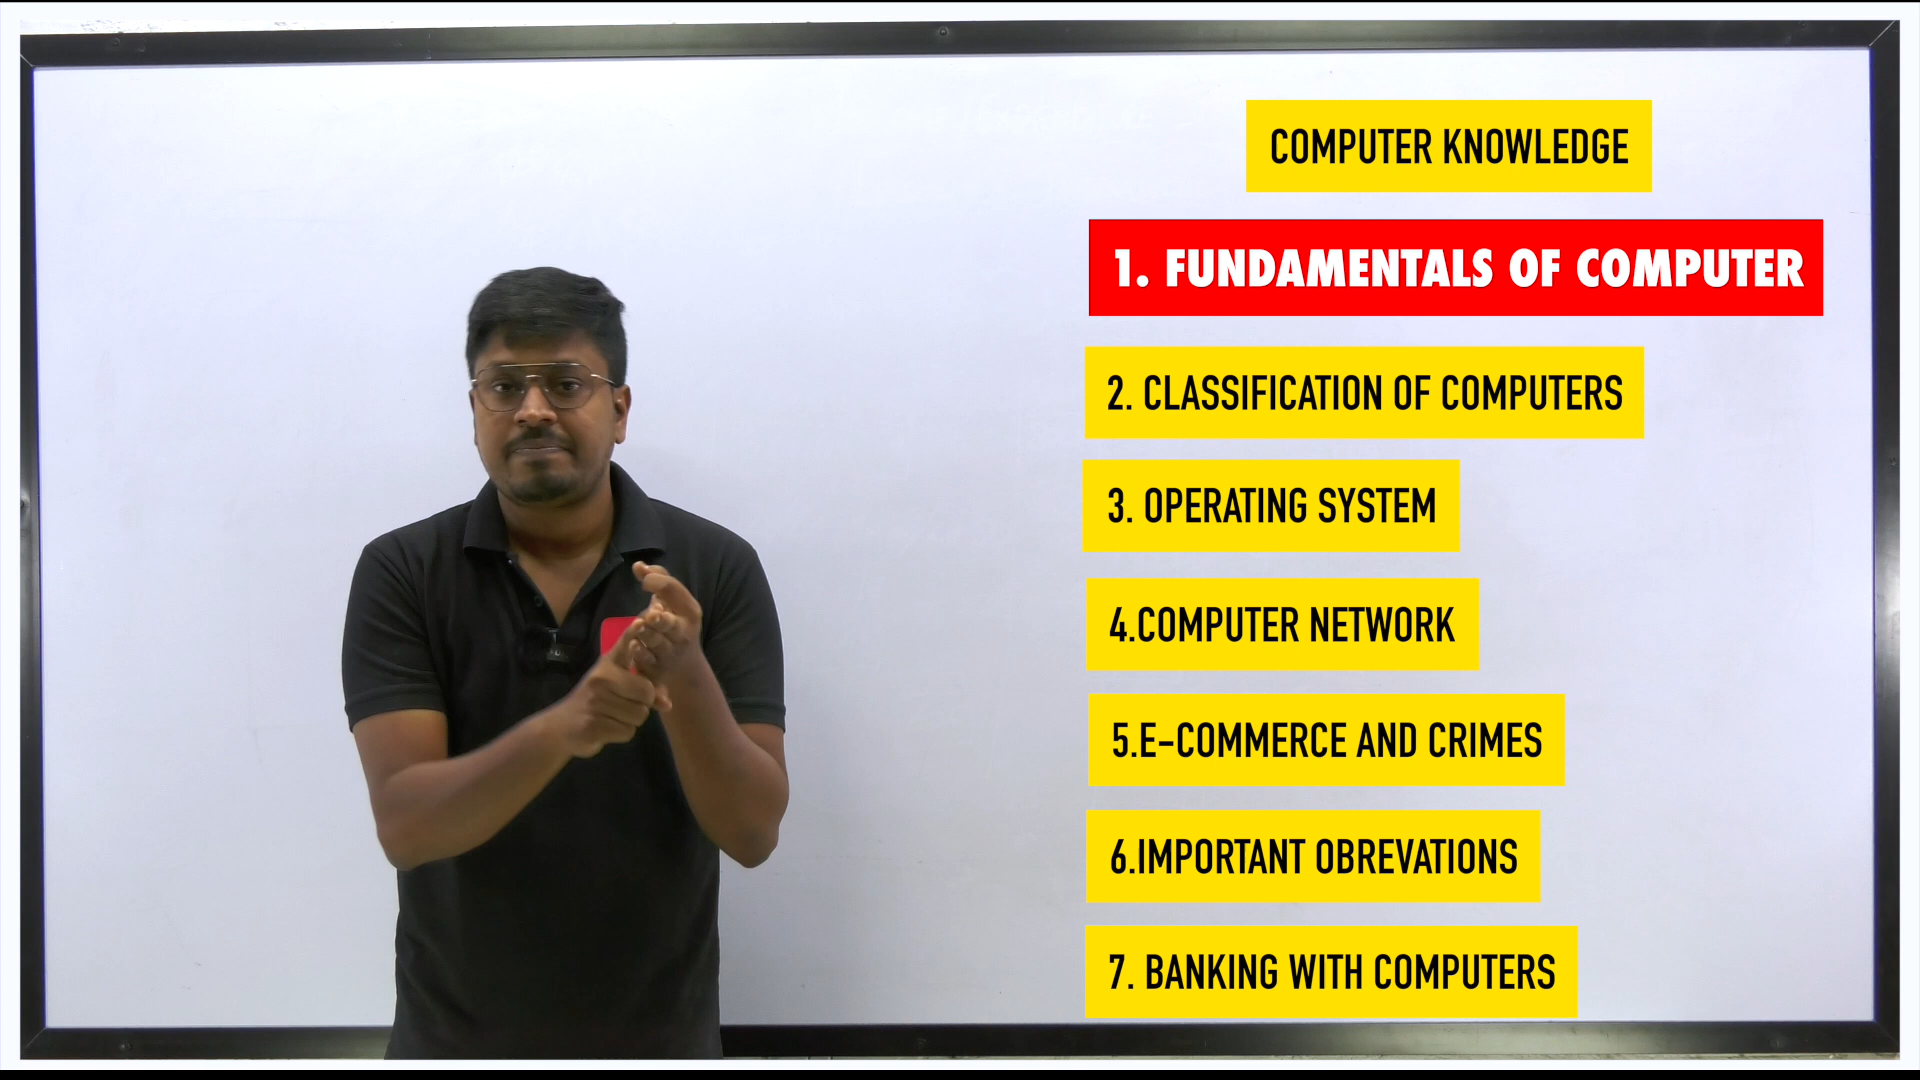 COMPUTER KNOWLEDGE
1. FUNDAMENTALS OF COMPUTER
2. CLASSIFICATION OF COMPUTERS
3. OPERATING SYSTEM
4.COMPUTER NETWORK
5.E-COMMERCE AND CRIMES
6.IMPORTANT OBREVATIONS
7. BANKING WITH COMPUTERS